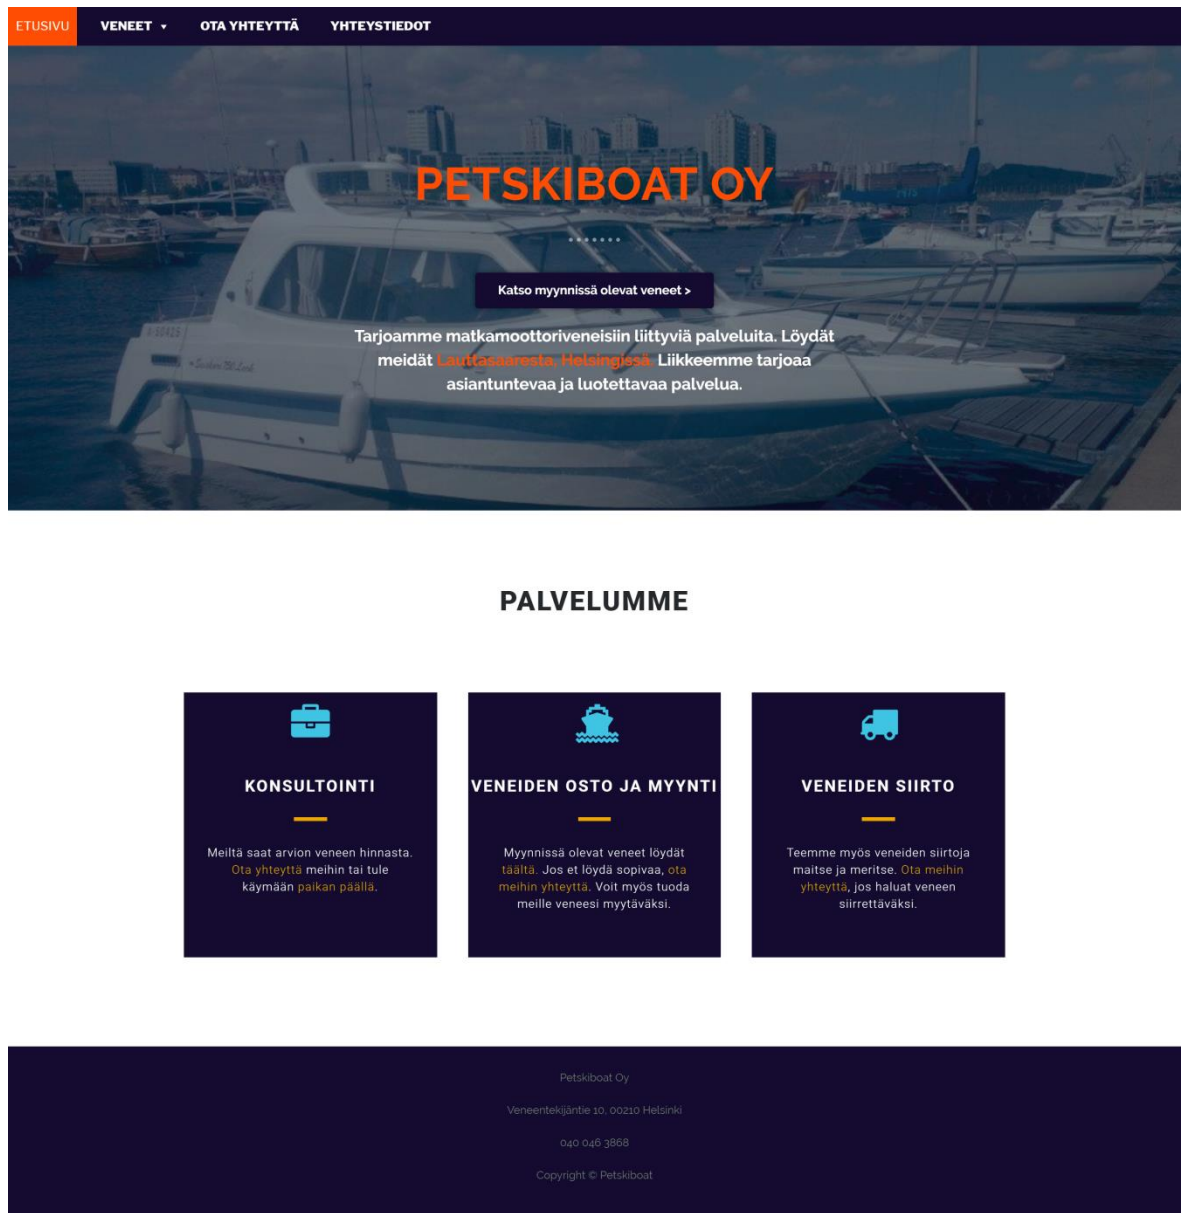 ETUSIVU VENEET OTA YHTEYTTÄ YHTEYSTIEDOT
PETSKIBOAT OY
Katso myynnissä olevat veneet >
Tarjoamme matkamoottoriveneisiin liittyviä palveluita. Löydät
meidät Lauttasaaresta, Helsingissä. Liikkeemme tarjoaa
asiantuntevaa ja luotettavaa palvelua.
PALVELUMME
KONSULTOINTI
Meiltä saat arvion veneen hinnasta.
Ota yhteyttä meihin tai tule
käymään paikan päällä.
VENEIDEN OSTO JA MYYNTI
Myynnissä olevat veneet löydät
täältä. Jos et löydä sopivaa, ota
meihin yhteyttä. Voit myös tuoda
meille veneesi myytäväksi.
VENEIDEN SIIRTO
Teemme myös veneiden siirtoja
maitse ja meritse. Ota meihin
yhteyttä, jos haluat veneen
siirrettäväksi.
Petskiboat Oy
Veneentekijäntie 10, 00210 Helsinki
040 046 3868
Copyright © Petskiboat